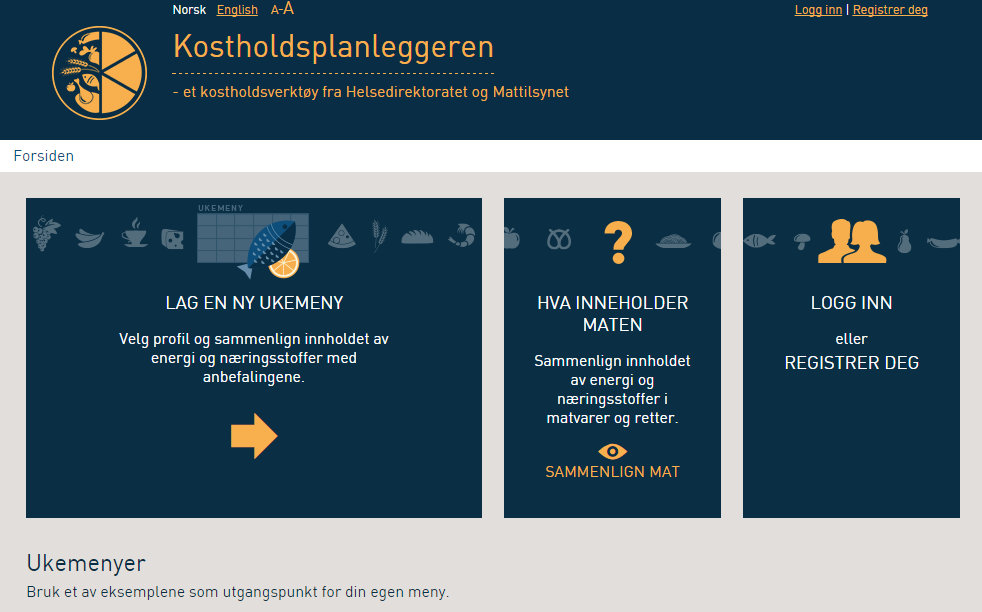 Norsk English A-A Logg inn | Registrer deg
Kostholdsplanleggeren
- et kostholdsverktøy fra Helsedirektoratet og Mattilsynet
Forsiden
UKEMENY
LAG EN NY UKEMENY
Velg profil og sammenlign innholdet av
energi og næringsstoffer med
anbefalingene.
HVA INNEHOLDER
MATEN
Sammenlign innholdet
av energi og
næringsstoffer i
matvarer og retter.
SAMMENLIGN MAT
LOGG INN
eller
REGISTRER DEG
Ukemenyer
Bruk et av eksemplene som utgangspunkt for din egen meny.